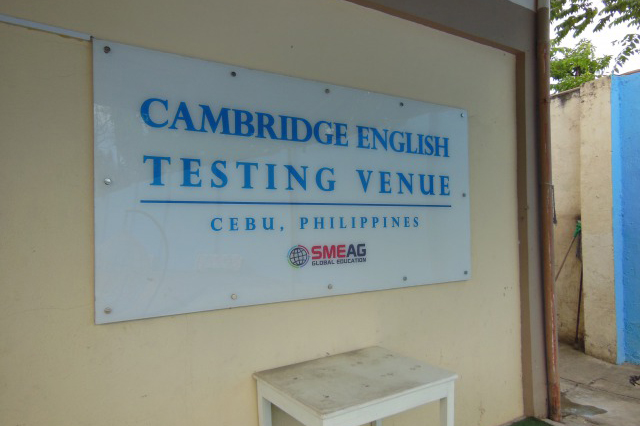 CAMBRIDGE ENGLISH
TESTING VENUE
CEBU, PHILIPPINES
SMEAG
GLOBAL EDUCATION